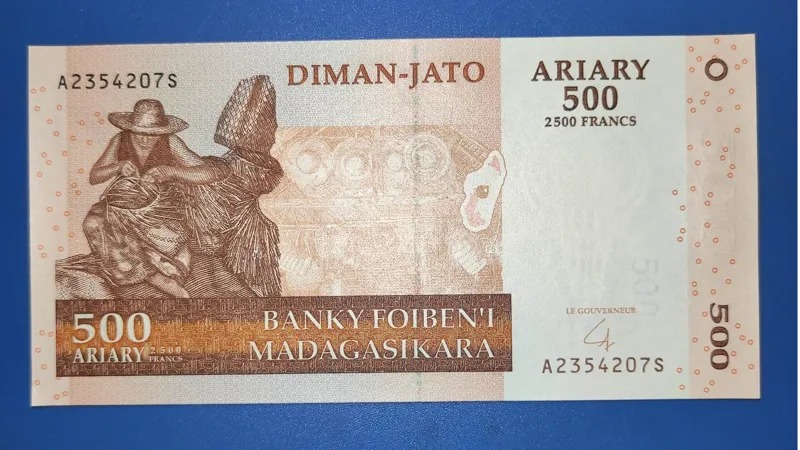 A2354207S
DIMAN-JATO
ARIARY
500
2500 FRANCS
500
ARIARY
2500
FRANCS
BANKY FOIBEN'I
MADAGASIKARA
LE GOUVERNEUR
A2354207S
500